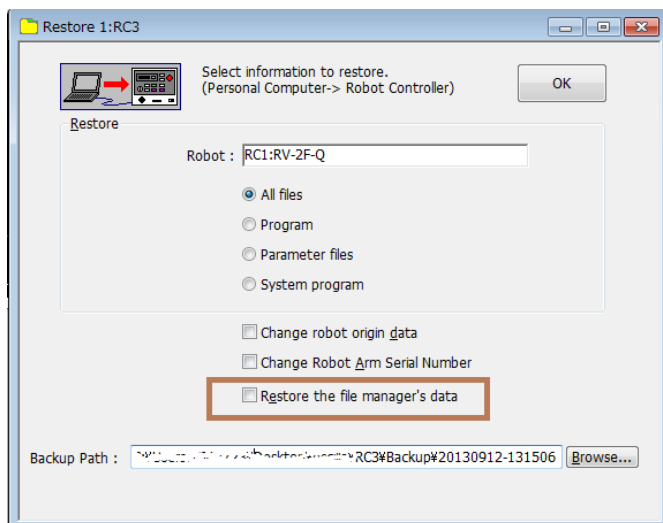 Restore 1:RC3
Select information to restore.
(Personal Computer-> Robot Controller)
OK
Restore
Robot : RC1:RV-2F-Q
All files
Program
Parameter files
System program
Change robot origin data
Change Robot Arm Serial Number
Restore the file manager's data
Backup Path : RC3¥Backup¥20130912-131506 Browse...